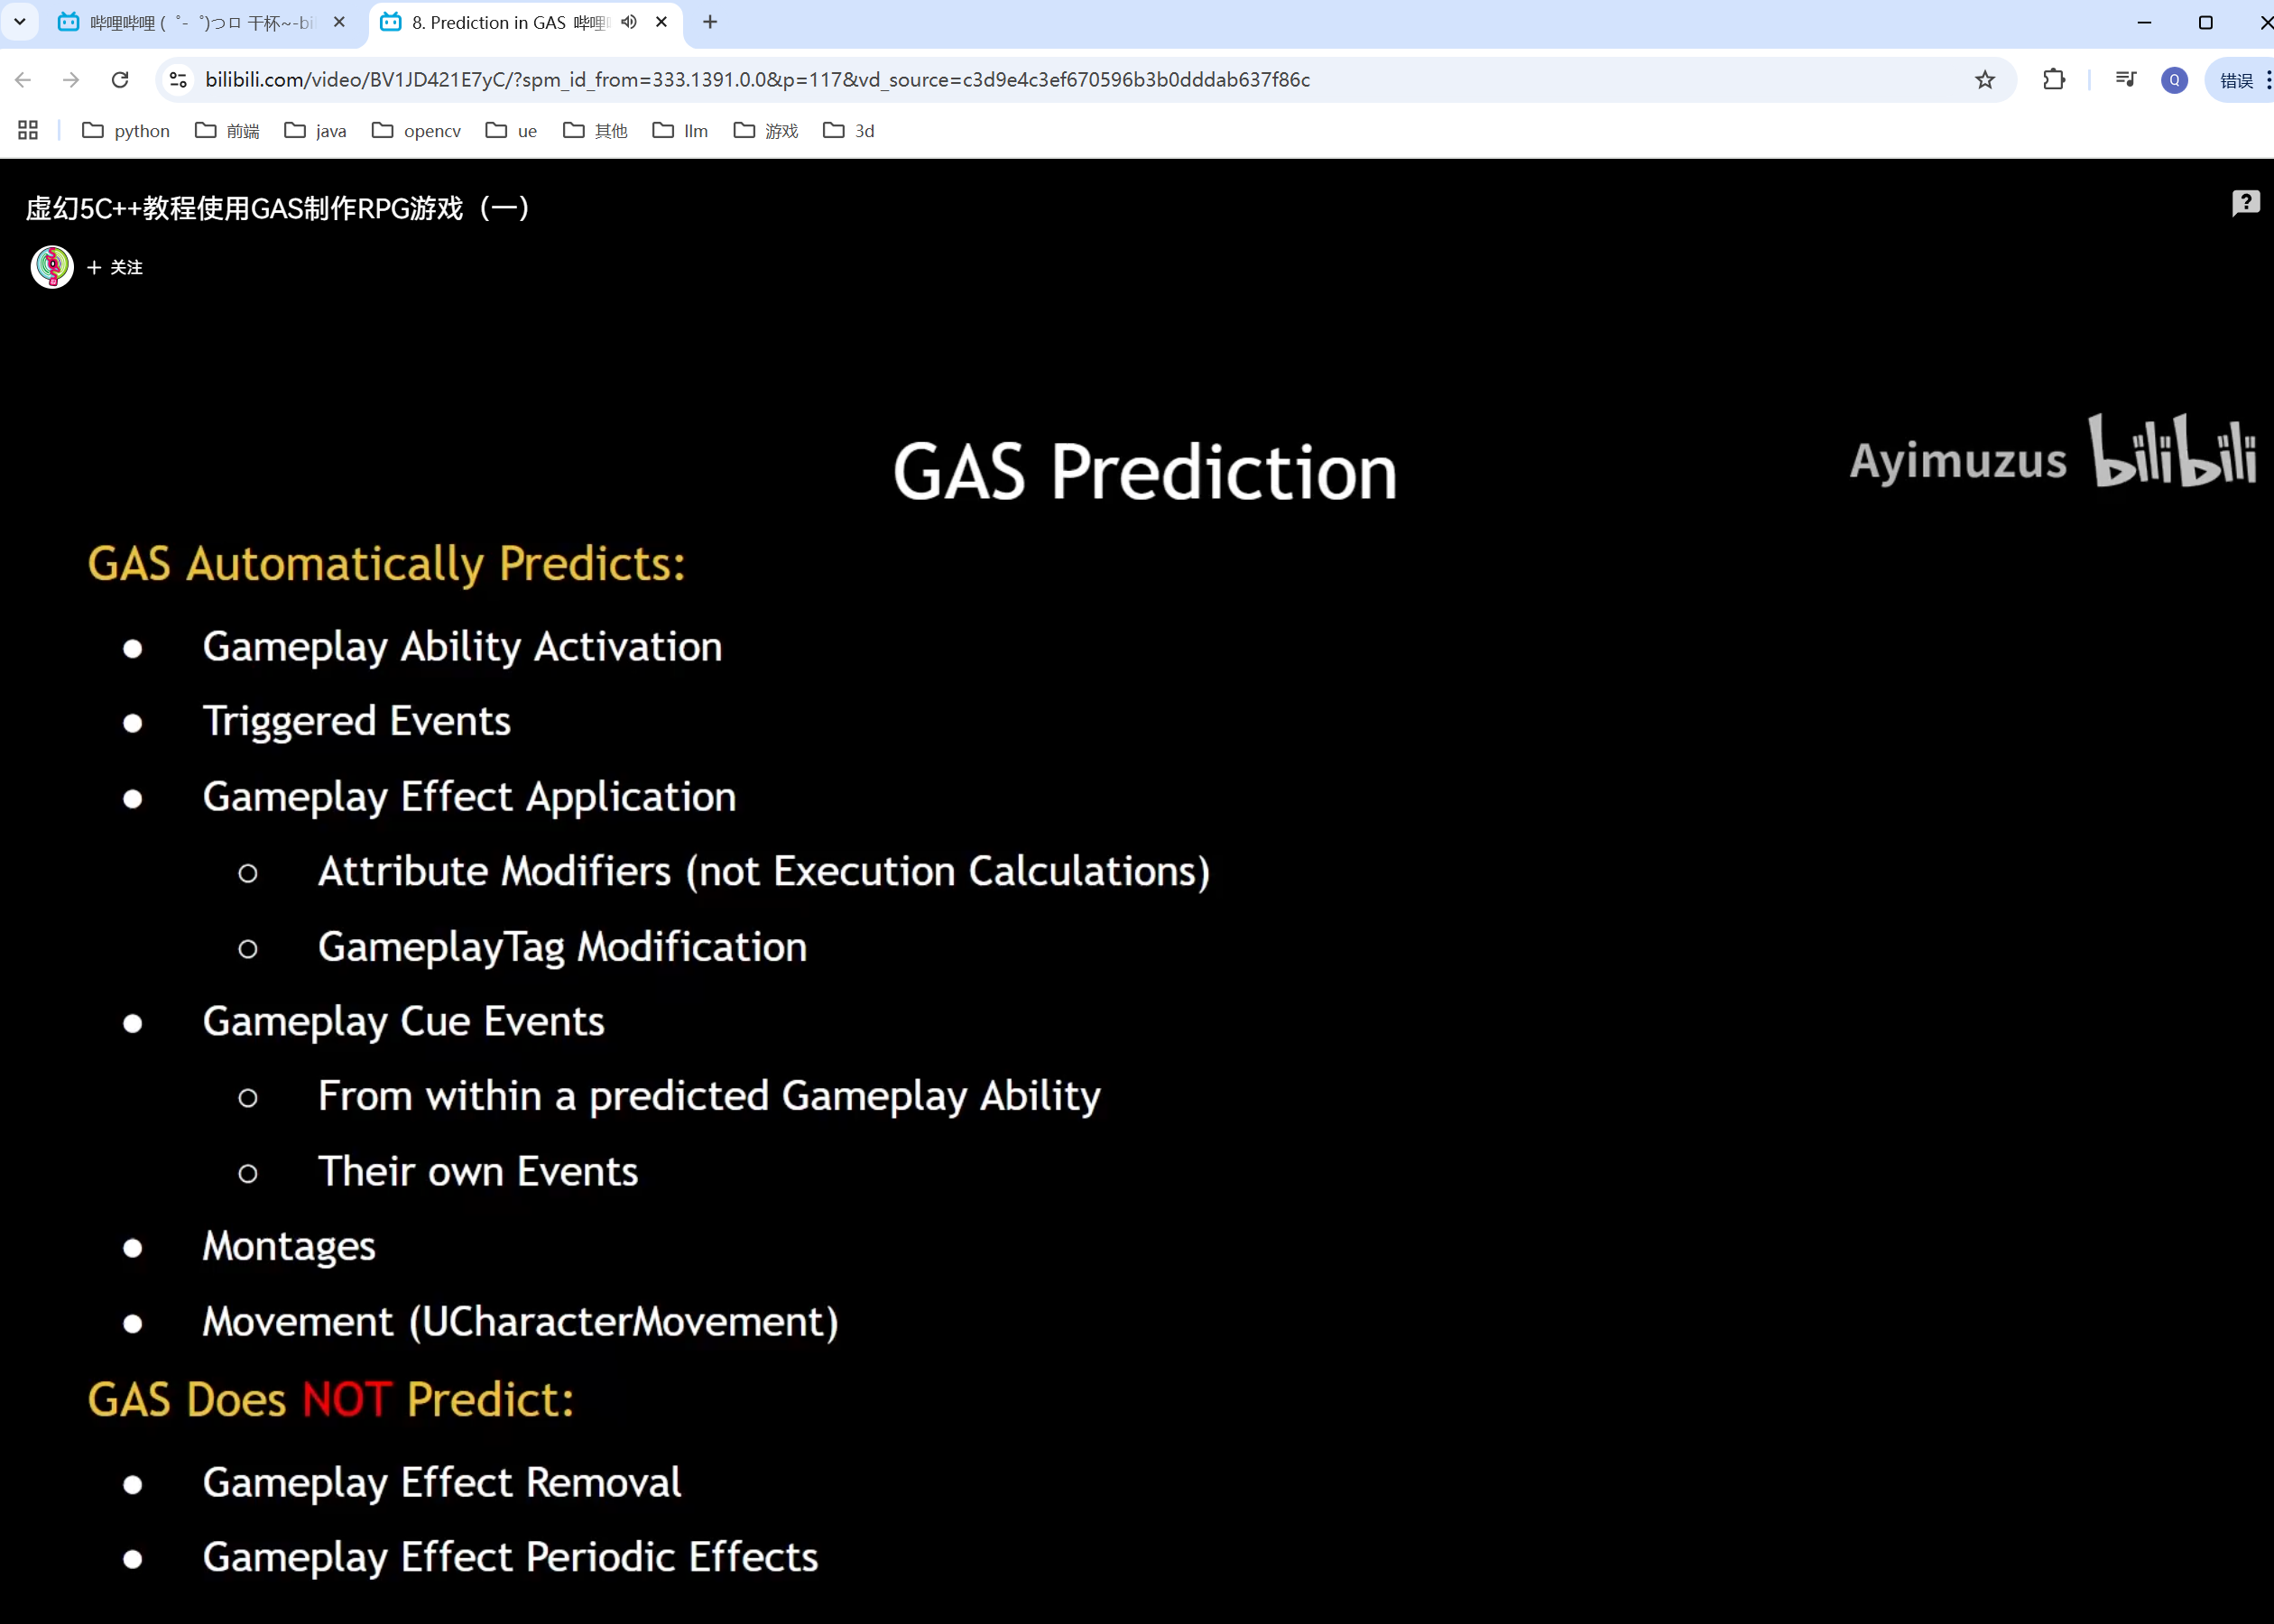 哔哩哔哩 (゜-゜)つロ 干杯~-bi
8. Prediction in GAS 哔哩
bilibili.com/video/BV1JD421E7yC/?spm_id_from=333.1391.0.0&p=117&vd_source=c3d9e4c3ef670596b3b0dddab637f86c
Q
错误
python
前端
java
opencv
ue
其他
llm
游戏
3d
虚幻5C++教程使用GAS制作RPG游戏（一）
+ 关注
GAS Prediction
Ayimuzus bilibili
GAS Automatically Predicts:
● Gameplay Ability Activation
● Triggered Events
● Gameplay Effect Application
○ Attribute Modifiers (not Execution Calculations)
○ GameplayTag Modification
● Gameplay Cue Events
○ From within a predicted Gameplay Ability
○ Their own Events
● Montages
● Movement (UCharacterMovement)
GAS Does NOT Predict:
● Gameplay Effect Removal
● Gameplay Effect Periodic Effects